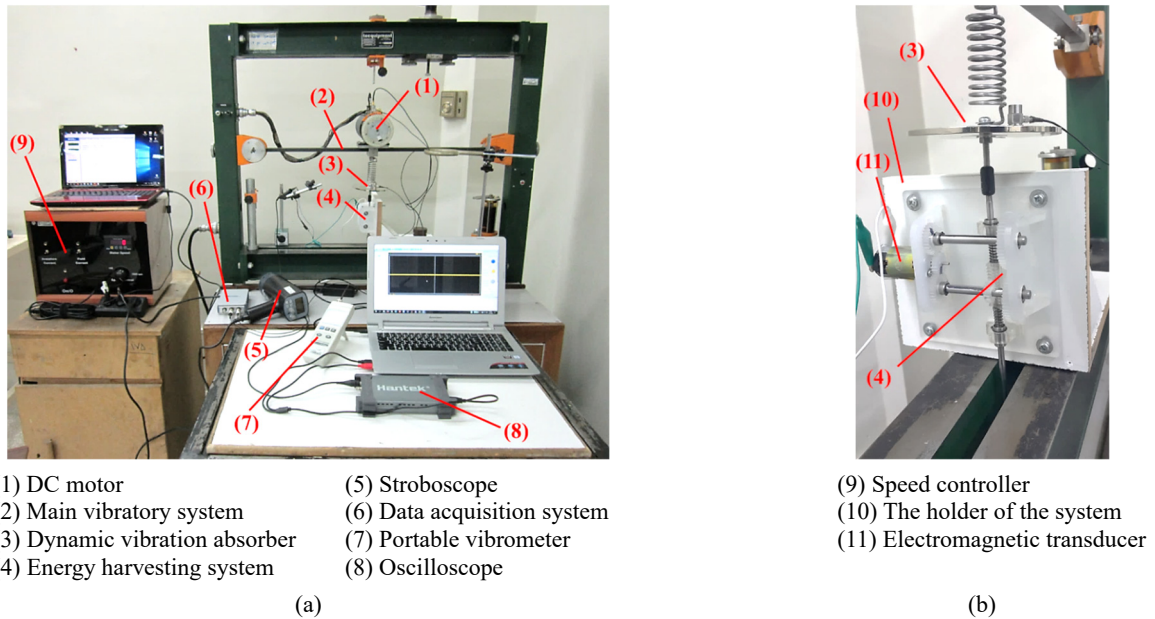 (1)
(2)
(3)
(4)
(9)
(6)
(5)
(7)
Hantek
(8)
(3)
(10)
(11)
(4)
1) DC motor
2) Main vibratory system
3) Dynamic vibration absorber
4) Energy harvesting system
(5) Stroboscope
(6) Data acquisition system
(7) Portable vibrometer
(8) Oscilloscope
(9) Speed controller
(10) The holder of the system
(11) Electromagnetic transducer
(a)
(b)